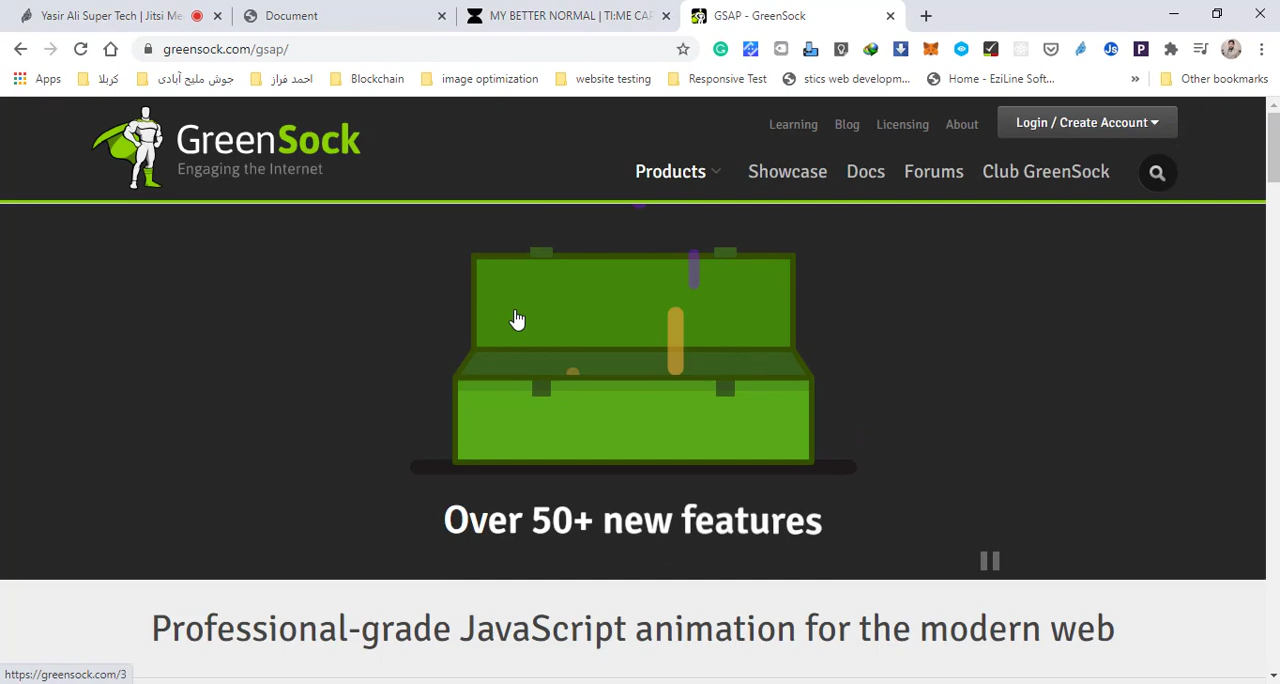 Yasir Ali Super Tech | Jitsi Me
Document
MY BETTER NORMAL | TI:ME CAP
GSAP - GreenSock
greensock.com/gsap/
Apps
کربلا
جوش ملیح آبادی
احمد فراز
Blockchain
image optimization
website testing
Responsive Test
stics web developm...
Home - EziLine Soft...
»
Other bookmarks
GreenSock
Engaging the Internet
Learning
Blog
Licensing
About
Login / Create Account
Products
Showcase
Docs
Forums
Club GreenSock
Over 50+ new features
Professional-grade JavaScript animation for the modern web
https://greensock.com/3